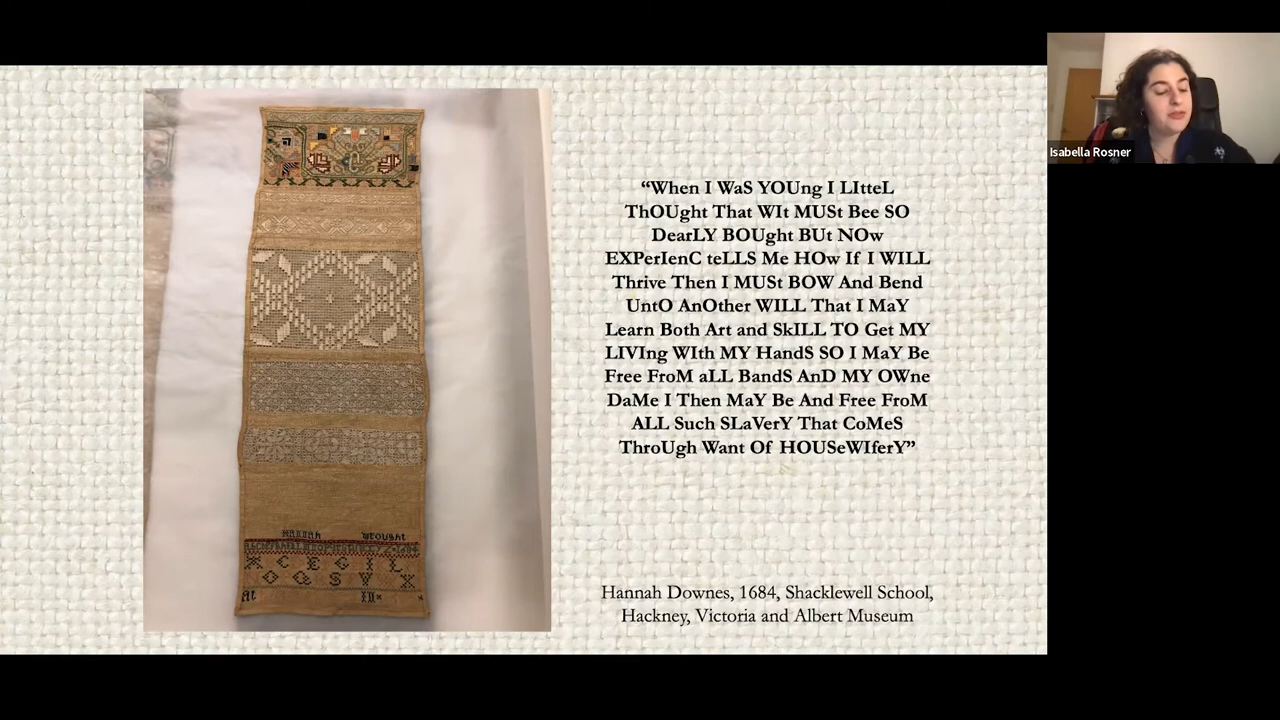 Isabella Rosner
“When I WaS YOUng I LItteL
ThOUght That WIt MUSt Bee SO
DearLY BOUght BUt NOw
EXPerIenC teLLS Me HOw If I WILL
Thrive Then I MUSt BOW And Bend
UntO AnOther WILL That I MaY
Learn Both Art and SkILL TO Get MY
LIVIng WIth MY HandS SO I MaY Be
Free FroM aLL BandS AnD MY OWne
DaMe I Then MaY Be And Free FroM
ALL Such SLaVerY That CoMeS
ThroUgh Want Of HOUSeWIferY”
HANNAH wrought
A C E G I L
O Q S V X
Hannah Downes, 1684, Shacklewell School,
Hackney, Victoria and Albert Museum